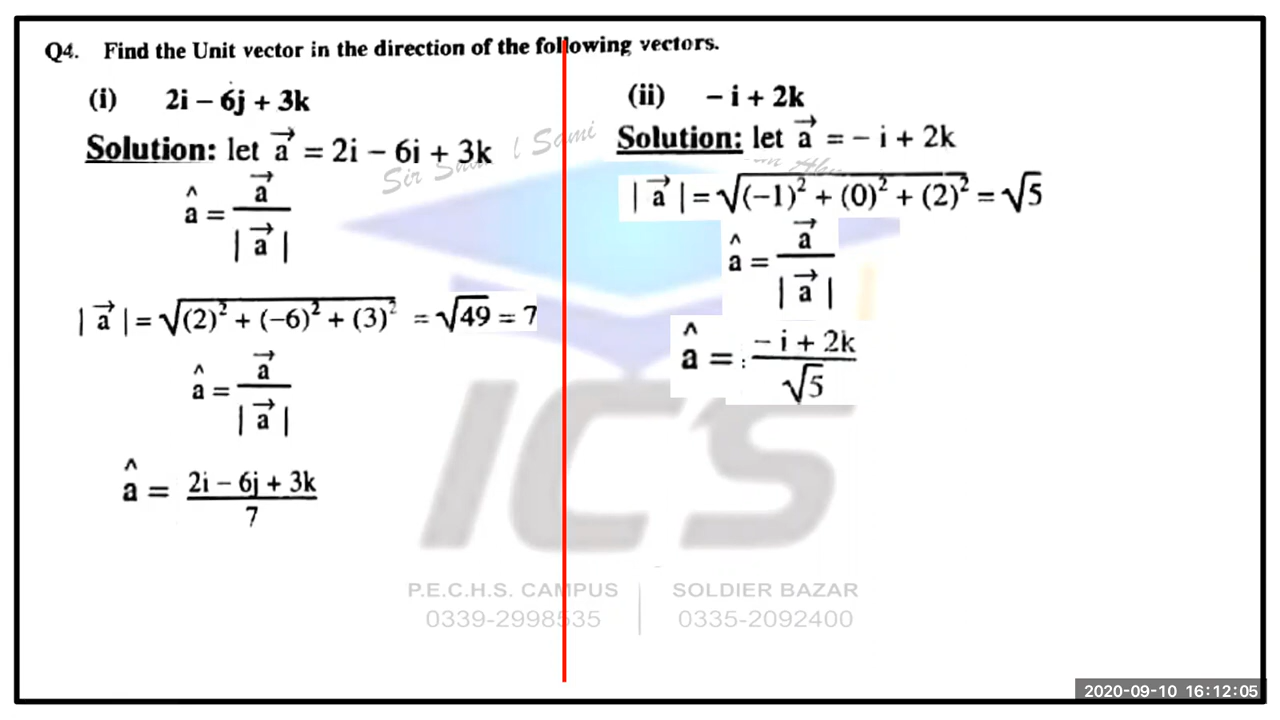 Q4. Find the Unit vector in the direction of the following vectors.
(i) 2i – 6j + 3k
Solution: let a⃗ = 2i – 6i + 3k
â = a⃗ / | a⃗ |
| a⃗ | = √((2)² + (–6)² + (3)²) = √49 = 7
â = a⃗ / | a⃗ |
â = (2i – 6j + 3k) / 7
(ii) – i + 2k
Solution: let a⃗ = – i + 2k
| a⃗ | = √((–1)² + (0)² + (2)²) = √5
â = a⃗ / | a⃗ |
â = (– i + 2k) / √5
Sir Sami
ICS
P.E.C.H.S. CAMPUS
0339-2998535
SOLDIER BAZAR
0335-2092400
2020-09-10 16:12:05